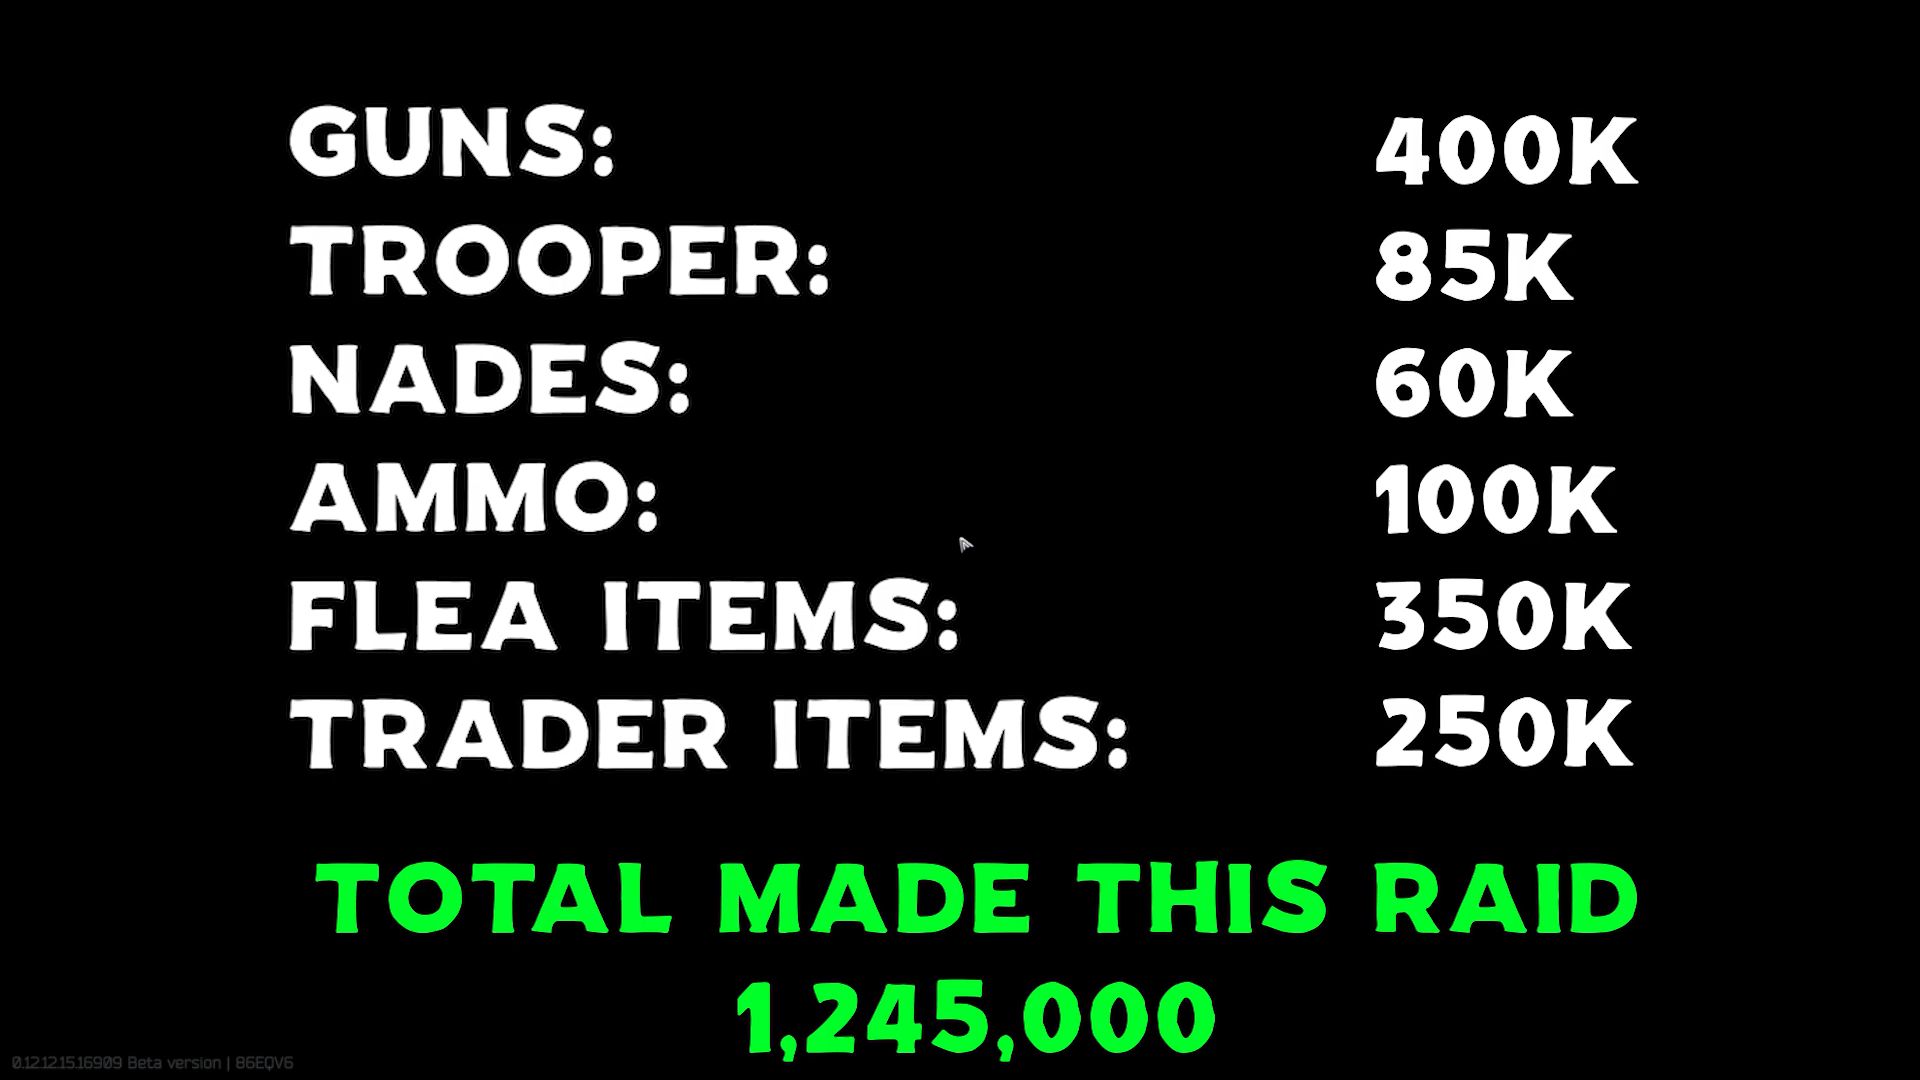 GUNS: 400K
TROOPER: 85K
NADES: 60K
AMMO: 100K
FLEA ITEMS: 350K
TRADER ITEMS: 250K
TOTAL MADE THIS RAID
1,245,000
0.12.12.15.16909 Beta version | 86EQV6